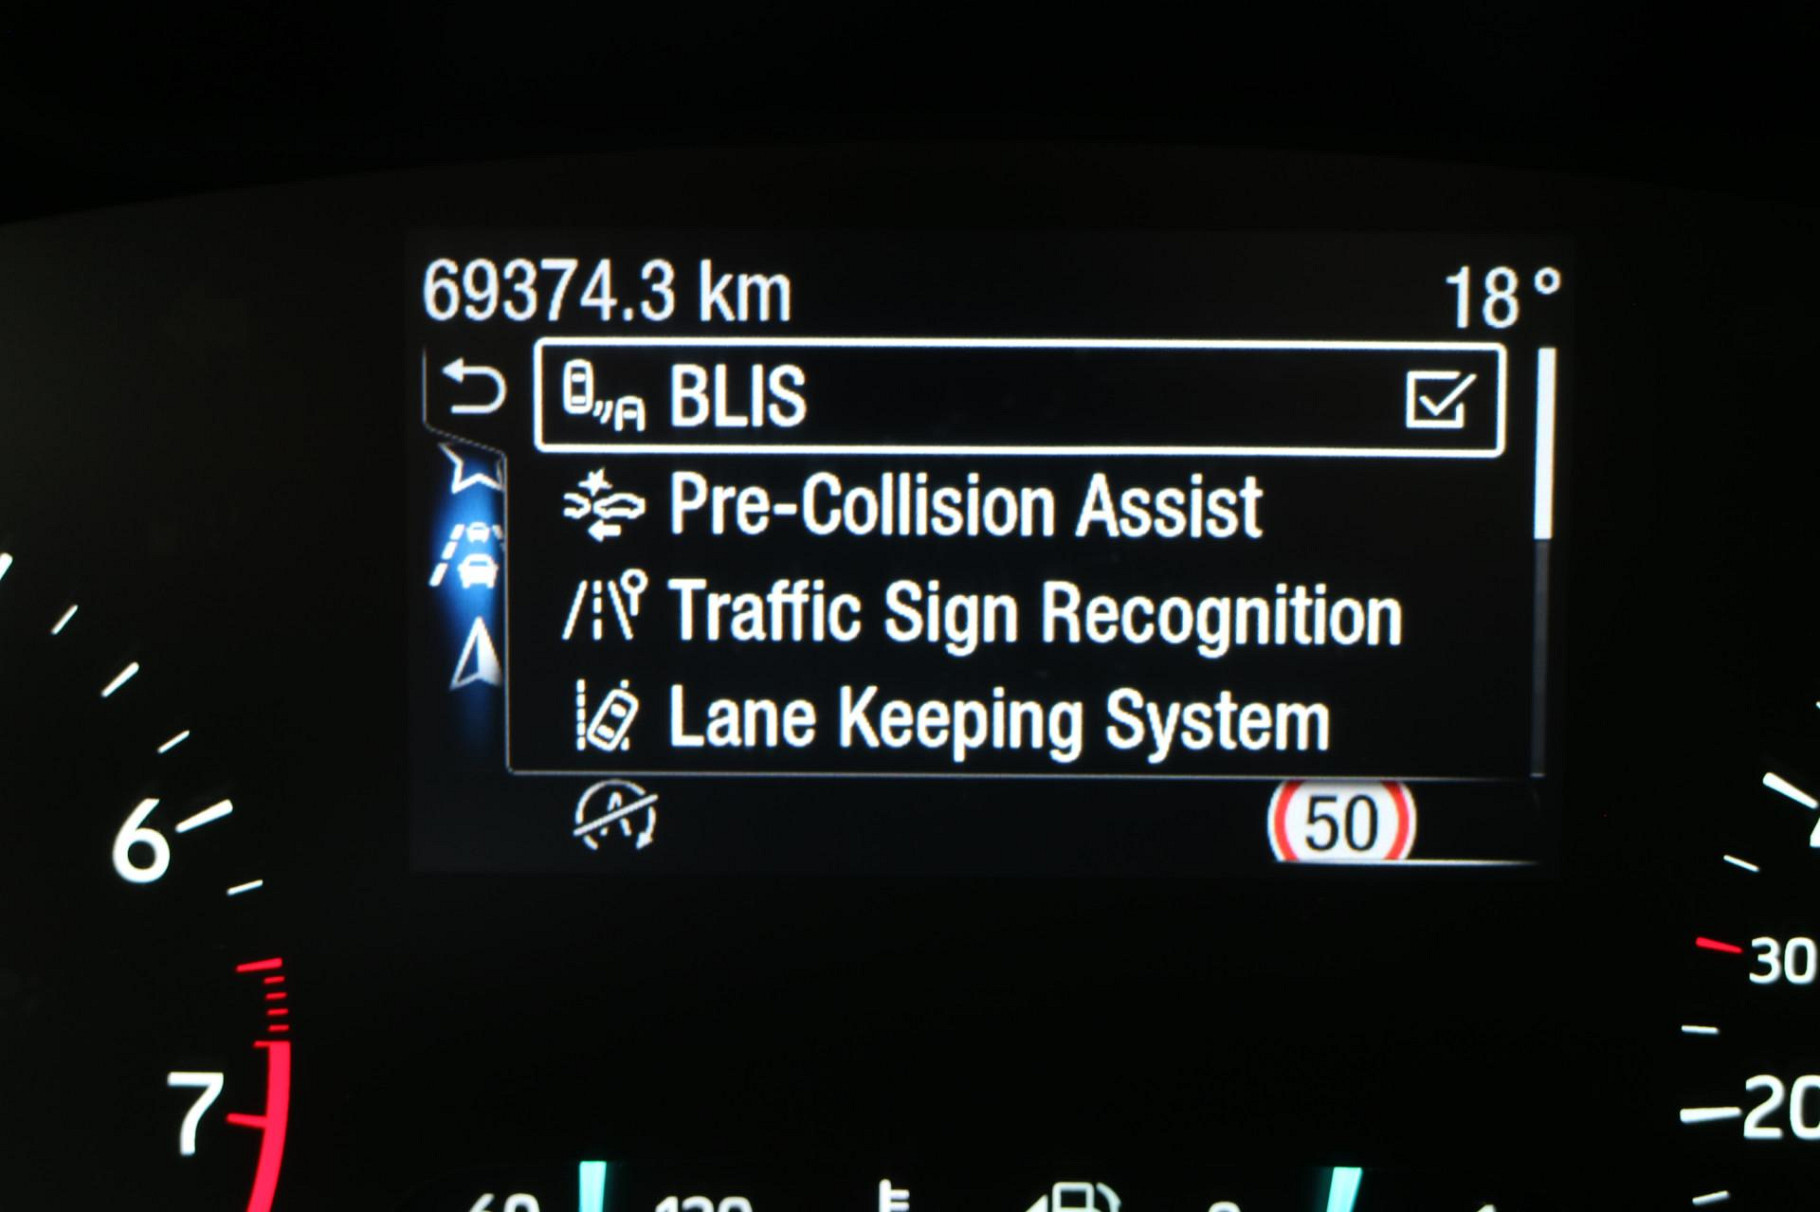 69374.3 km 18°
BLIS
Pre-Collision Assist
Traffic Sign Recognition
Lane Keeping System
50
6
7
30
20